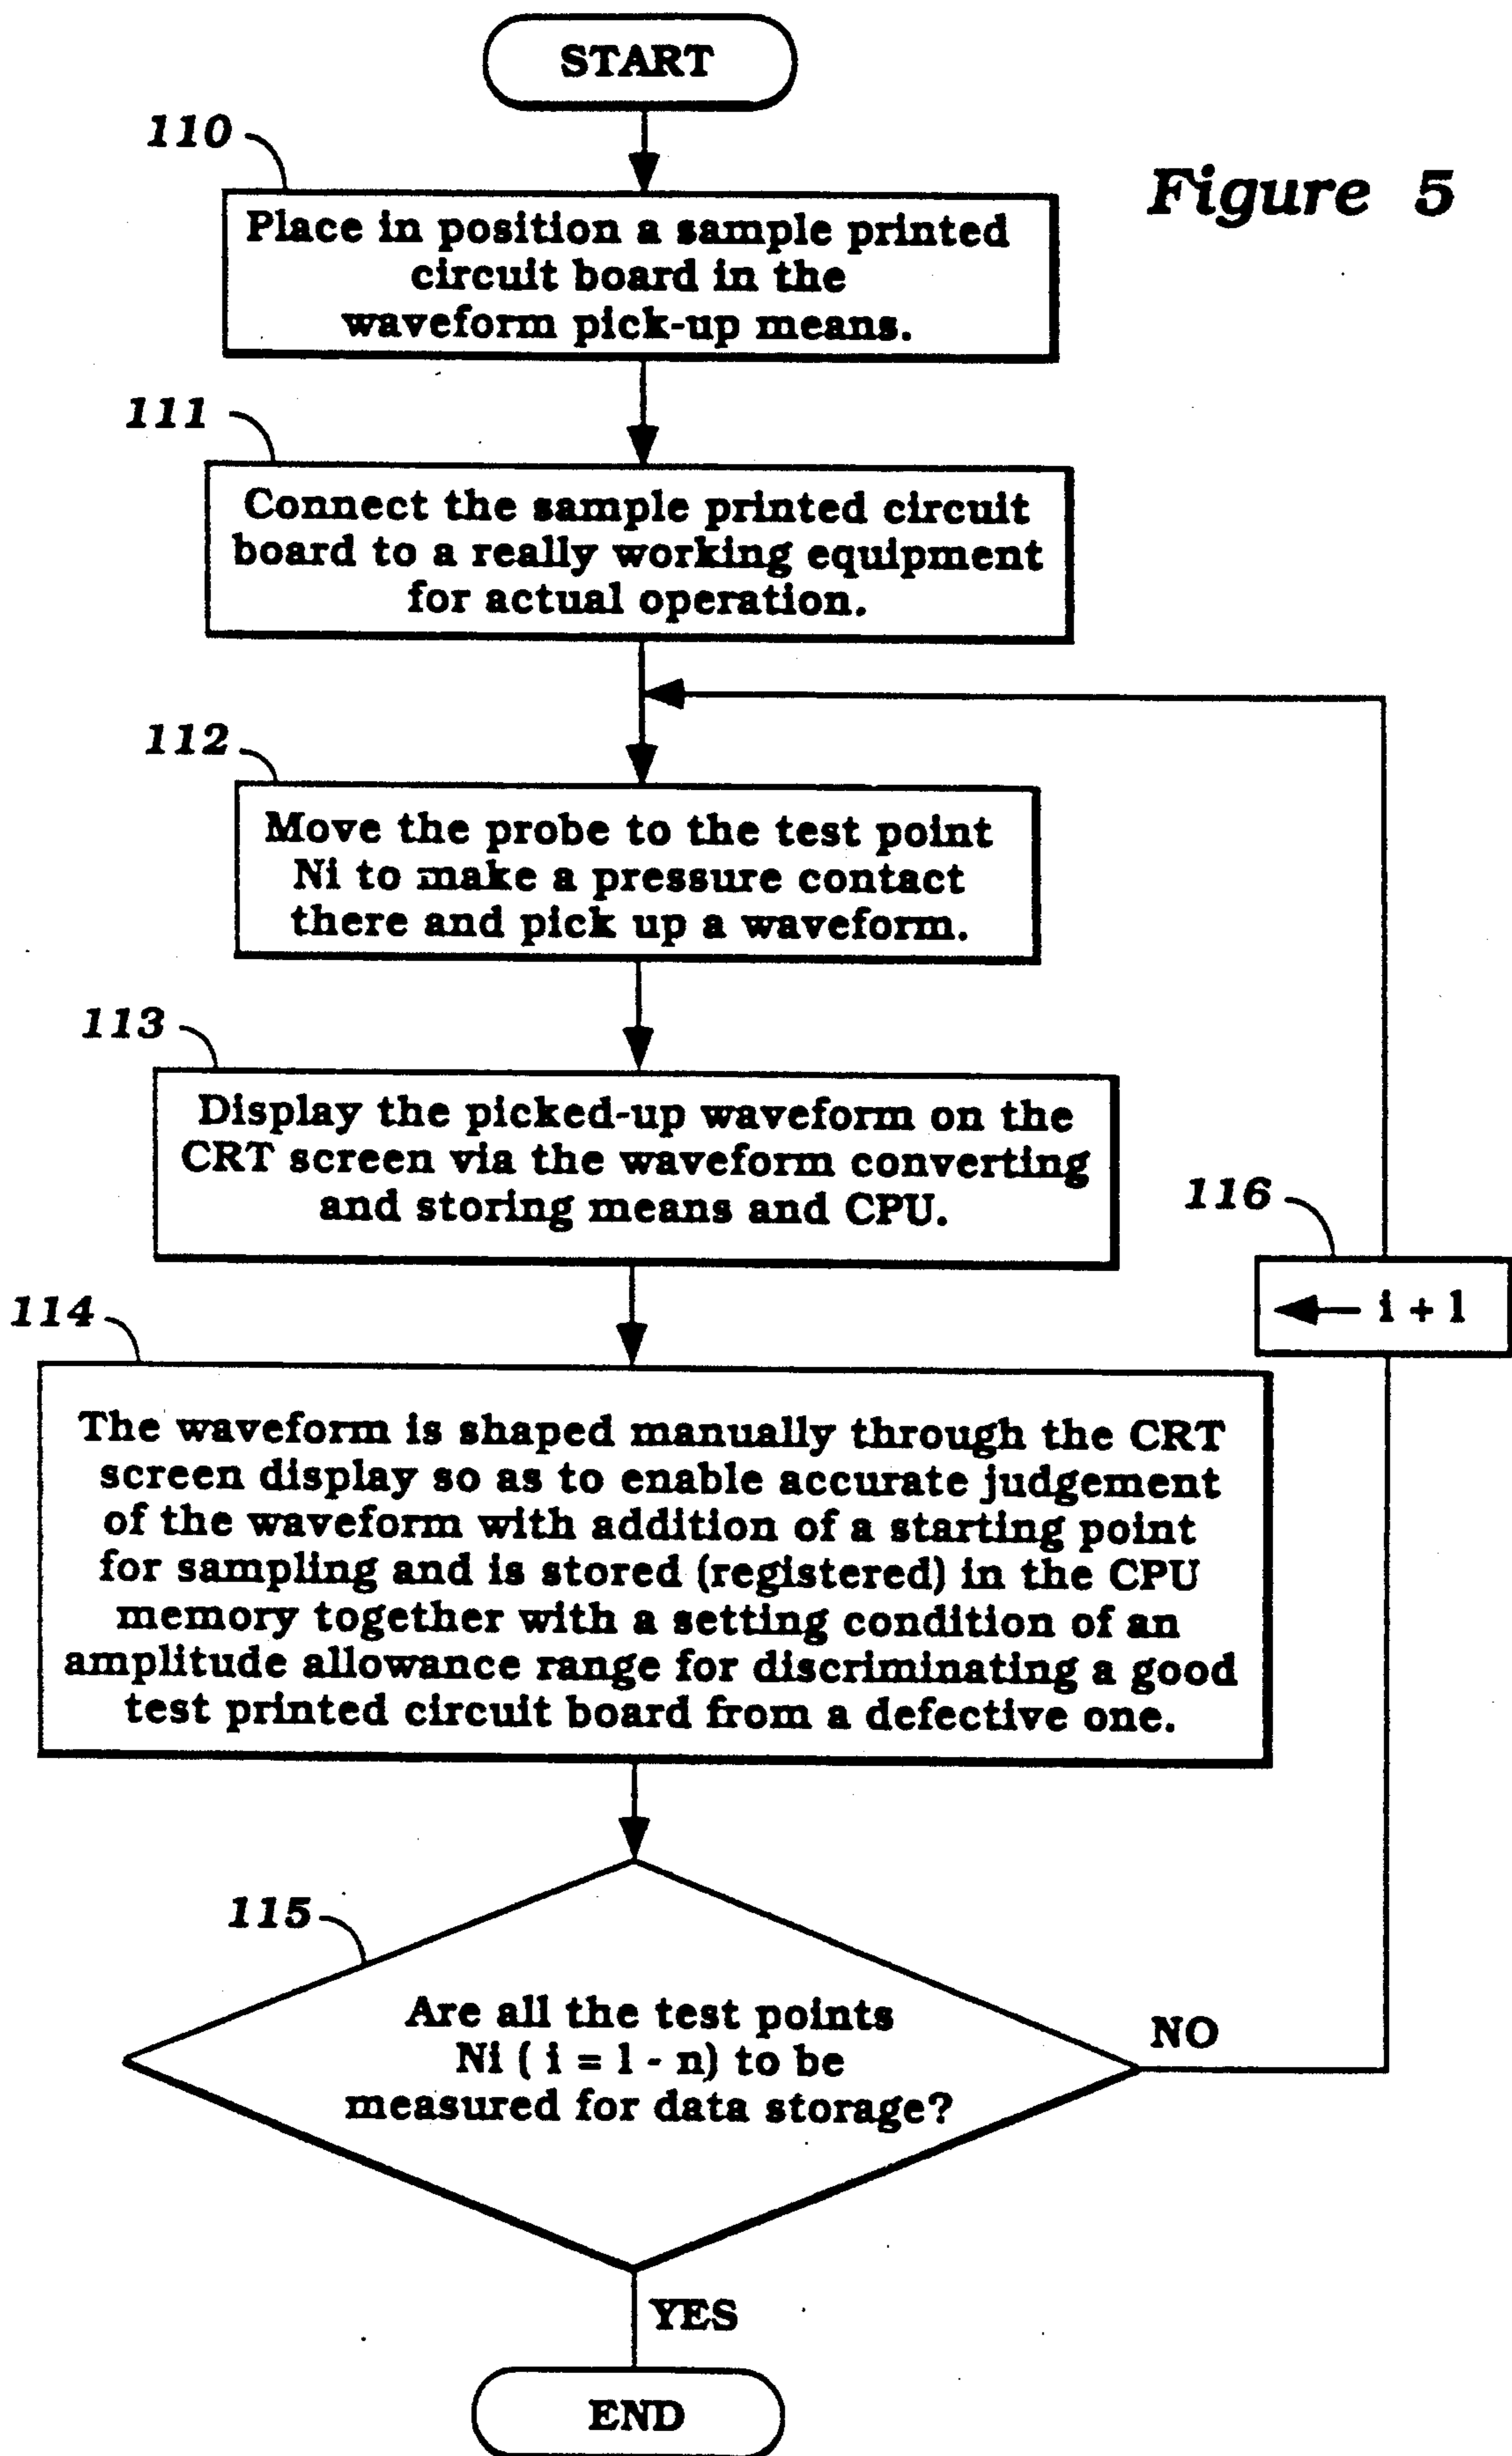 START
110
Figure 5
Place in position a sample printed
circuit board in the
waveform pick-up means.
111
Connect the sample printed circuit
board to a really working equipment
for actual operation.
112
Move the probe to the test point
Ni to make a pressure contact
there and pick up a waveform.
113
Display the picked-up waveform on the
CRT screen via the waveform converting
and storing means and CPU.
116
← i + 1
114
The waveform is shaped manually through the CRT
screen display so as to enable accurate judgement
of the waveform with addition of a starting point
for sampling and is stored (registered) in the CPU
memory together with a setting condition of an
amplitude allowance range for discriminating a good
test printed circuit board from a defective one.
115
Are all the test points
Ni ( i = 1 - n) to be
measured for data storage?
NO
YES
END